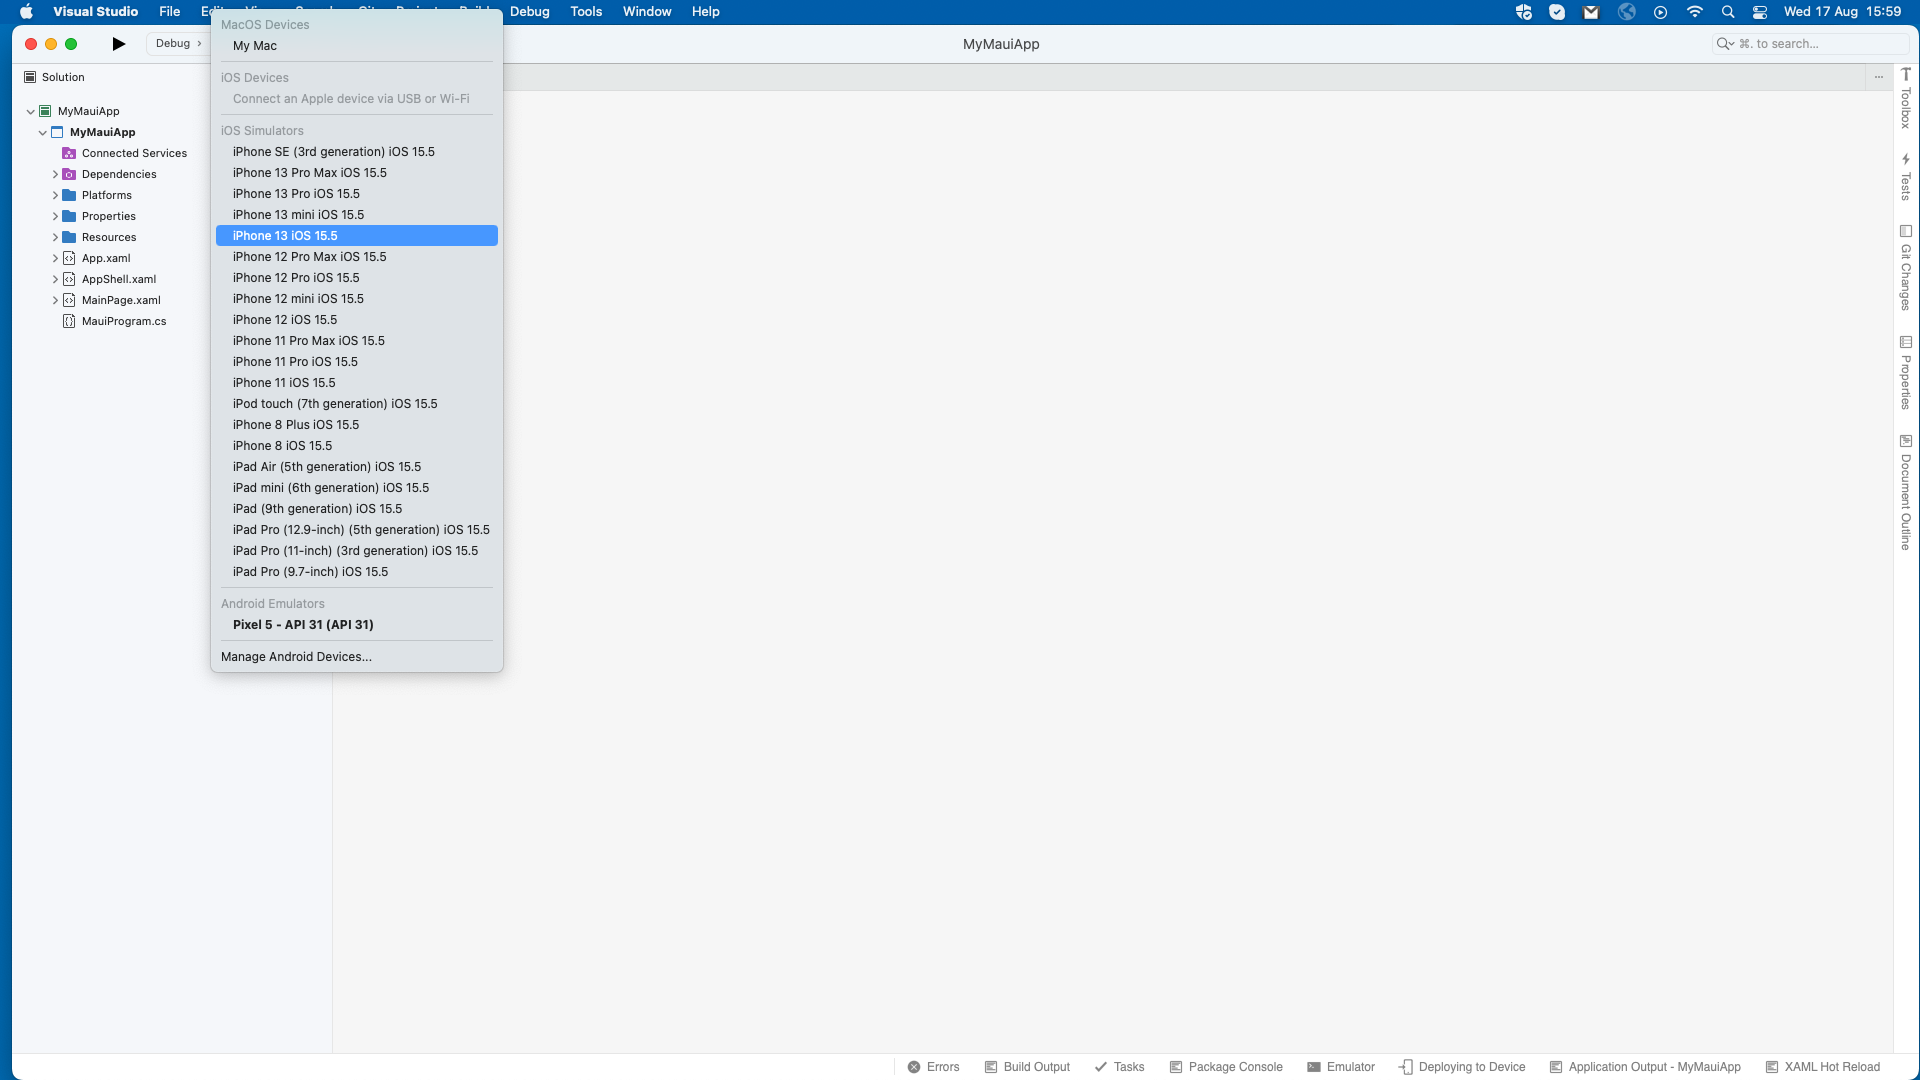 Visual Studio File Debug Tools Window Help Wed 17 Aug 15:59
Debug MyMauiApp ⌘. to search...
Solution
MyMauiApp
MyMauiApp
Connected Services
Dependencies
Platforms
Properties
Resources
App.xaml
AppShell.xaml
MainPage.xaml
MauiProgram.cs
MacOS Devices
My Mac
iOS Devices
Connect an Apple device via USB or Wi-Fi
iOS Simulators
iPhone SE (3rd generation) iOS 15.5
iPhone 13 Pro Max iOS 15.5
iPhone 13 Pro iOS 15.5
iPhone 13 mini iOS 15.5
iPhone 13 iOS 15.5
iPhone 12 Pro Max iOS 15.5
iPhone 12 Pro iOS 15.5
iPhone 12 mini iOS 15.5
iPhone 12 iOS 15.5
iPhone 11 Pro Max iOS 15.5
iPhone 11 Pro iOS 15.5
iPhone 11 iOS 15.5
iPod touch (7th generation) iOS 15.5
iPhone 8 Plus iOS 15.5
iPhone 8 iOS 15.5
iPad Air (5th generation) iOS 15.5
iPad mini (6th generation) iOS 15.5
iPad (9th generation) iOS 15.5
iPad Pro (12.9-inch) (5th generation) iOS 15.5
iPad Pro (11-inch) (3rd generation) iOS 15.5
iPad Pro (9.7-inch) iOS 15.5
Android Emulators
Pixel 5 - API 31 (API 31)
Manage Android Devices...
Toolbox
Tests
Git Changes
Properties
Document Outline
Errors Build Output Tasks Package Console Emulator Deploying to Device Application Output - MyMauiApp XAML Hot Reload